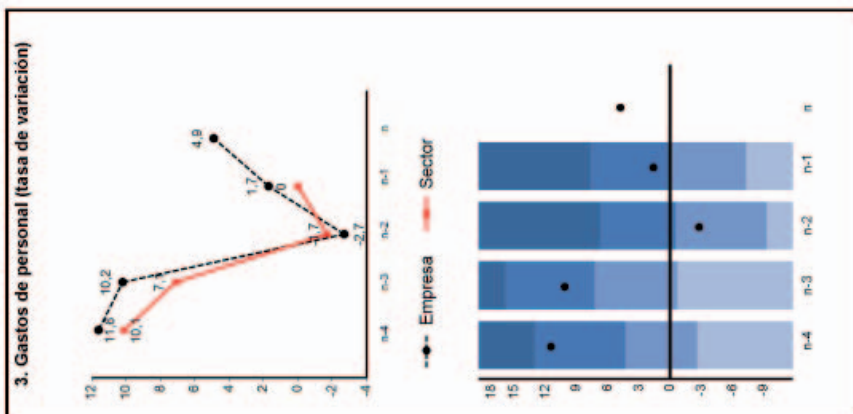 3. Gastos de personal (tasa de variación)
12
10
8
6
4
2
0
-2
-4
11,6
10,1
10,2
7,1
-1,7
-2,7
1,7
0
4,9
n-4
n-3
n-2
n-1
n
Empresa
Sector
18
15
12
9
6
3
0
-3
-6
-9
n-4
n-3
n-2
n-1
n